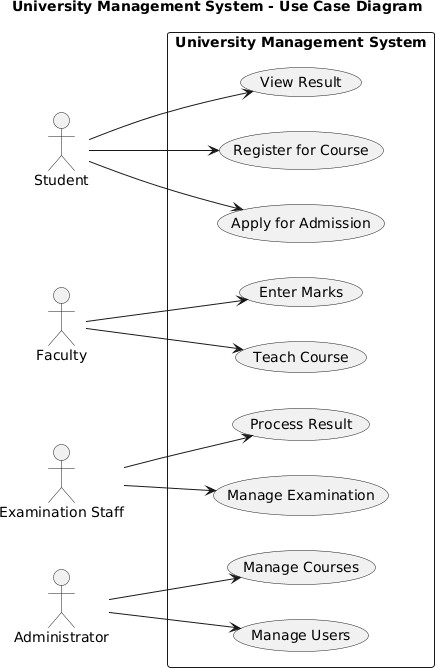 University Management System - Use Case Diagram
University Management System
View Result
Register for Course
Student
Apply for Admission
Enter Marks
Faculty
Teach Course
Process Result
Manage Examination
Examination Staff
Manage Courses
Administrator
Manage Users